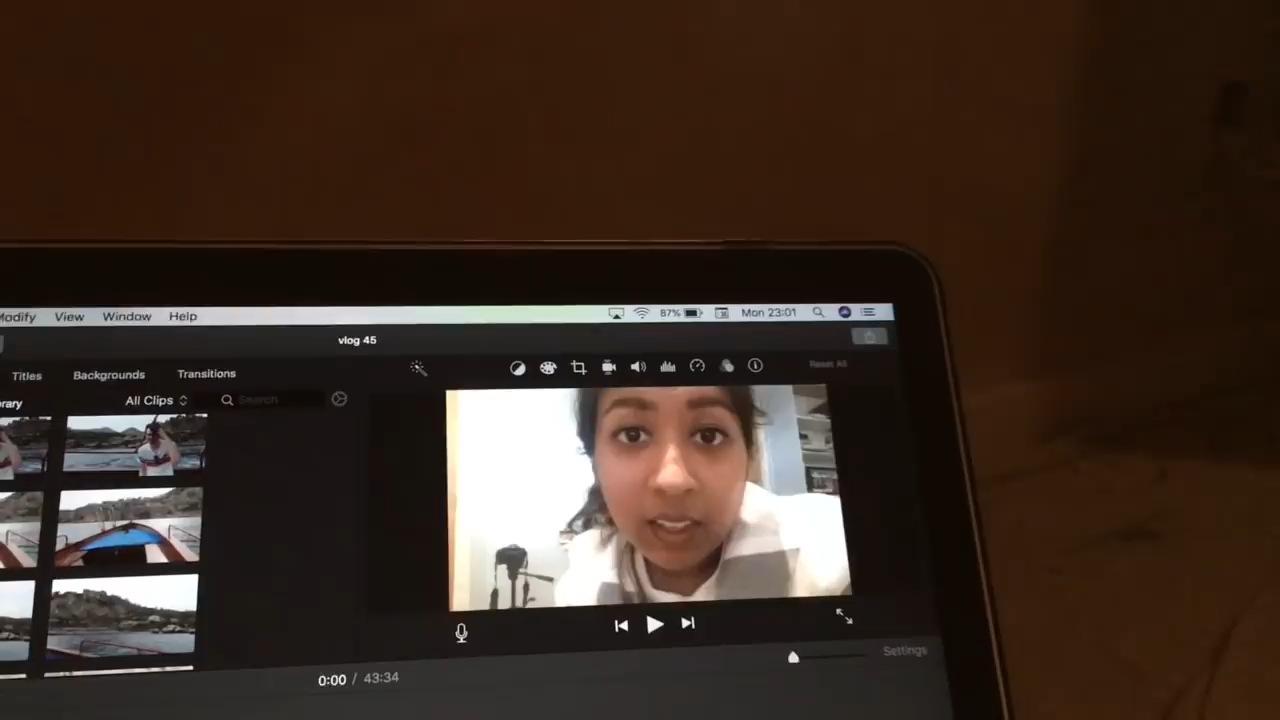 Modify View Window Help 87% Mon 23:01
vlog 45
Titles Backgrounds Transitions Reset All
All Clips Search
0:00 / 43:34 Settings